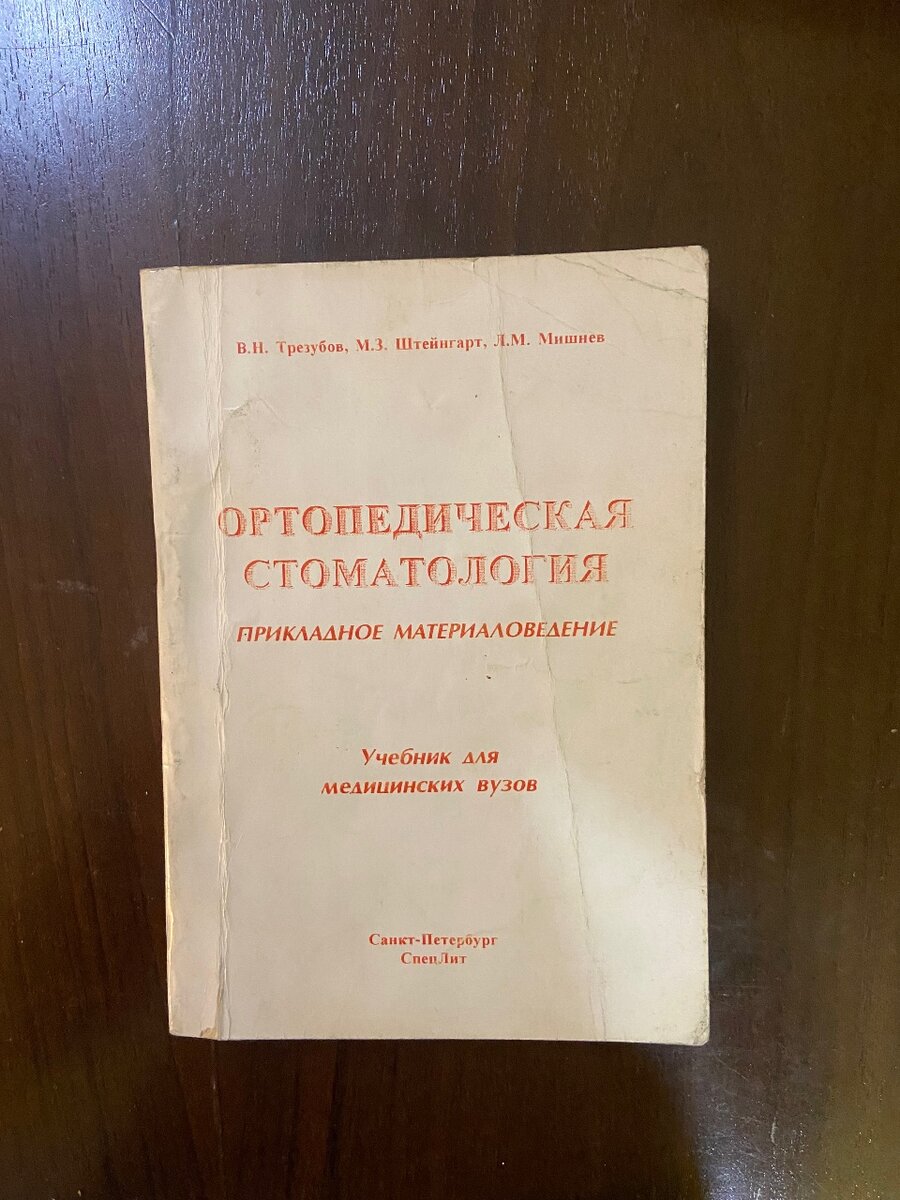 В.Н. Трезубов, М.З. Штейнгарт, Л.М. Мишнев
ОРТОПЕДИЧЕСКАЯ
СТОМАТОЛОГИЯ
ПРИКЛАДНОЕ МАТЕРИАЛОВЕДЕНИЕ
Учебник для
медицинских вузов
Санкт-Петербург
СпецЛит